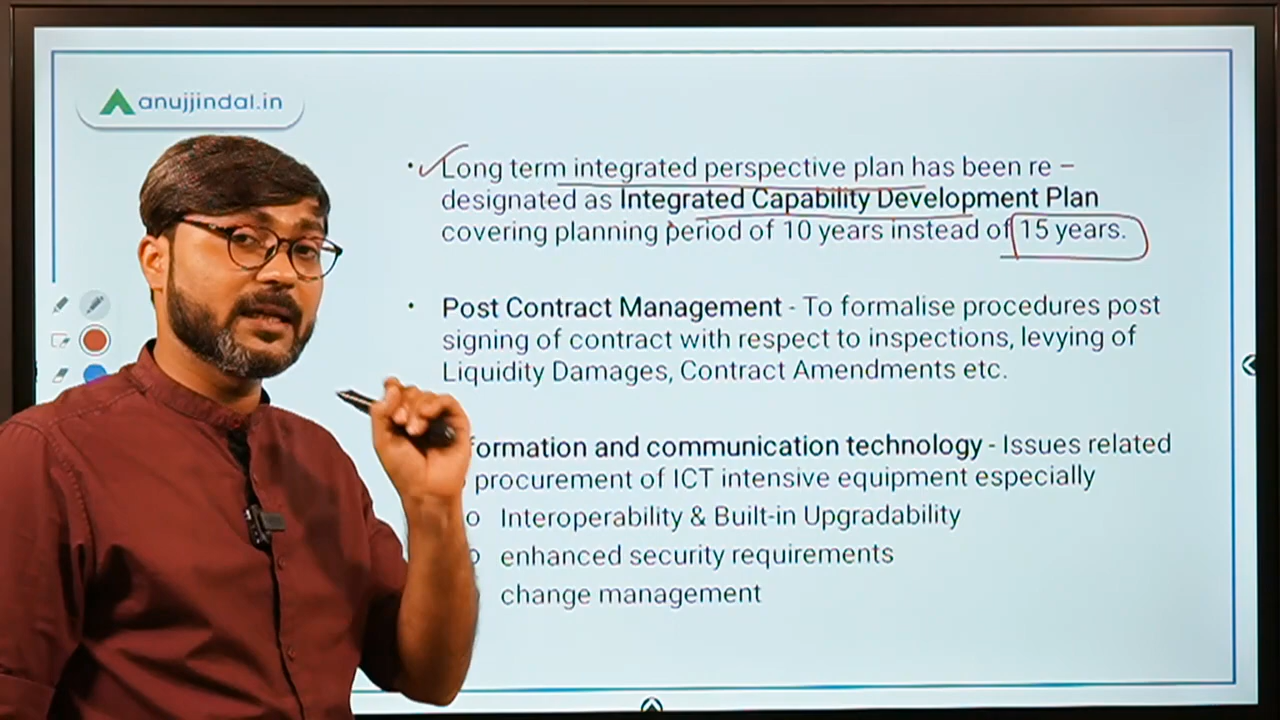 anujjindal.in
Long term integrated perspective plan has been re –
designated as Integrated Capability Development Plan
covering planning period of 10 years instead of 15 years.
Post Contract Management - To formalise procedures post
signing of contract with respect to inspections, levying of
Liquidity Damages, Contract Amendments etc.
formation and communication technology - Issues related
procurement of ICT intensive equipment especially
o Interoperability & Built-in Upgradability
o enhanced security requirements
change management